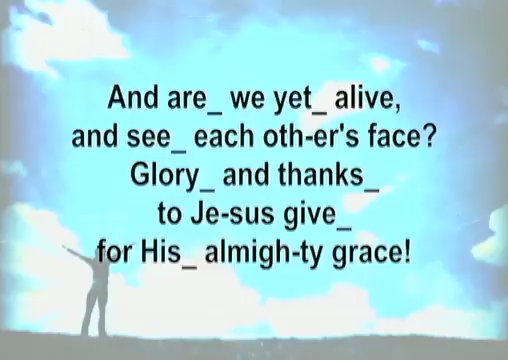 And are_ we yet_ alive,
and see_ each oth-er's face?
Glory_ and thanks_
to Je-sus give_
for His_ almigh-ty grace!